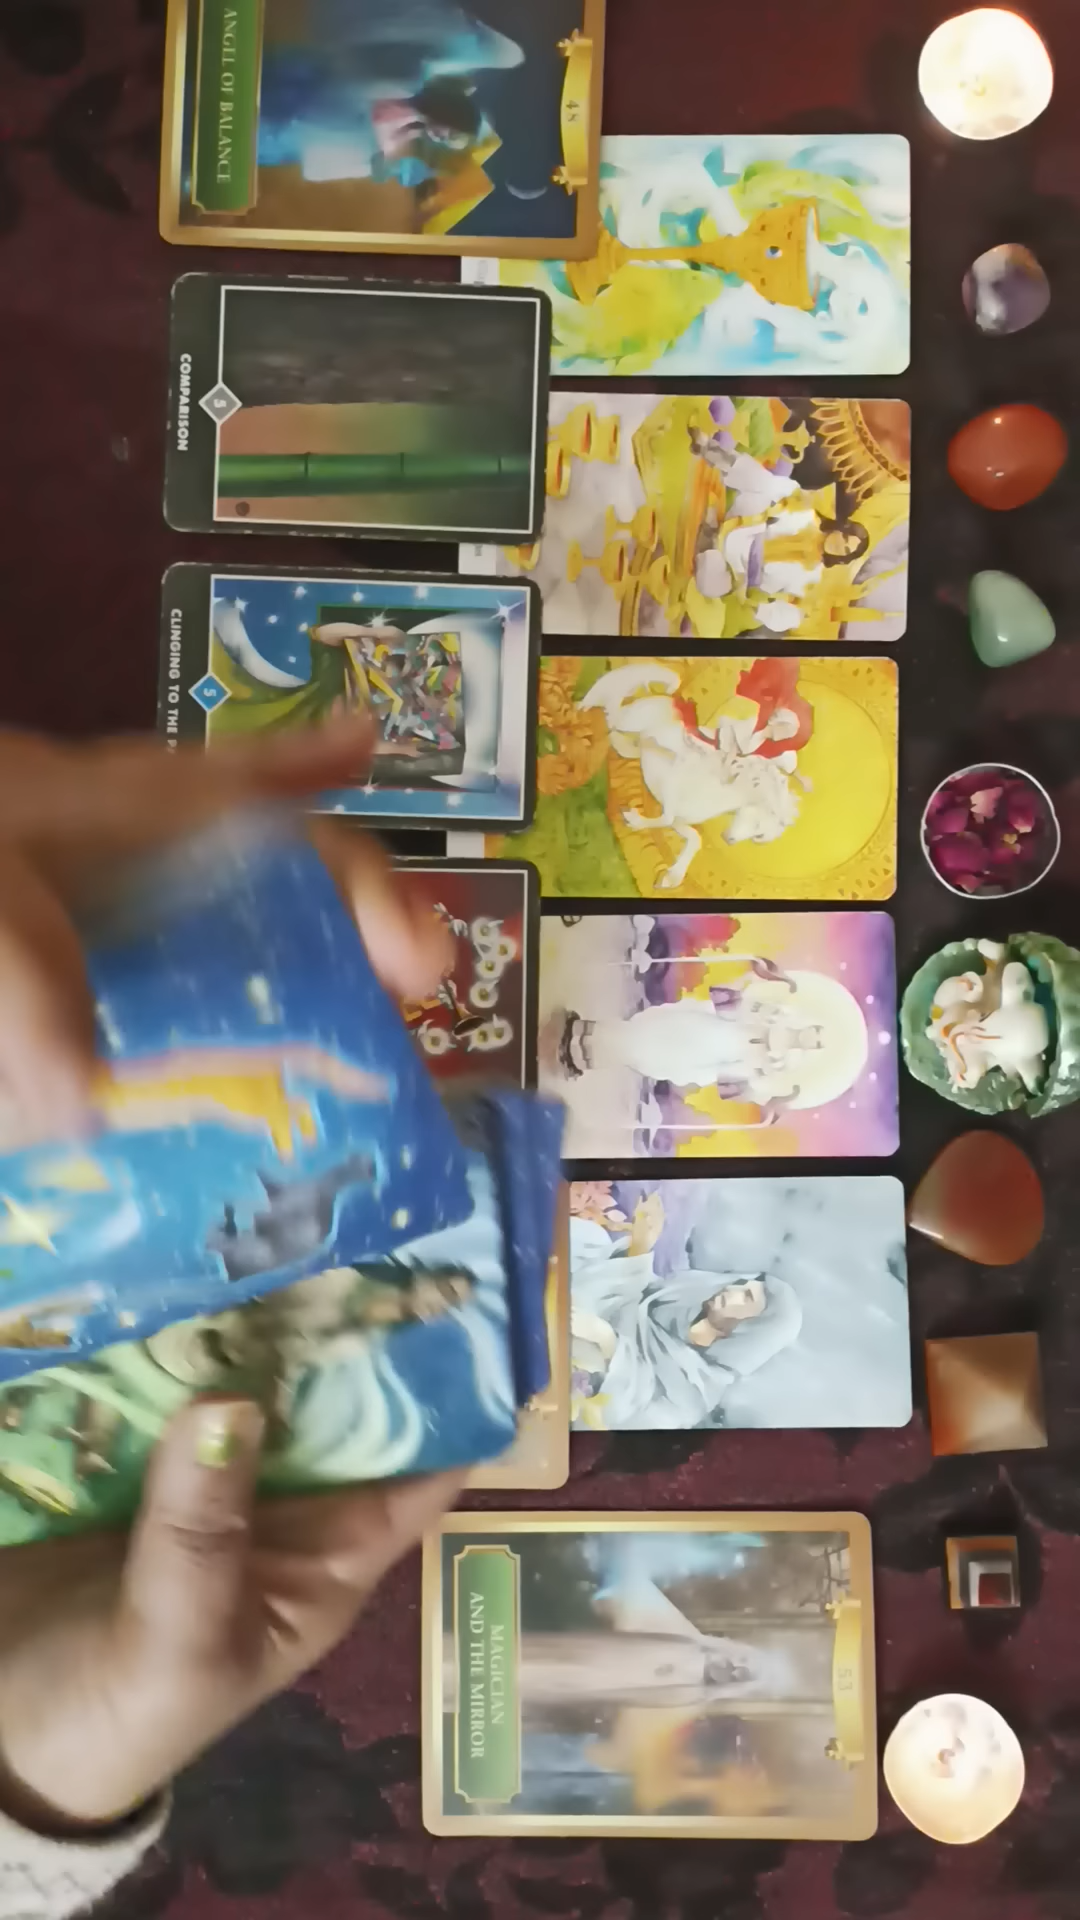 ANGEL OF BALANCE
48
COMPARISON
5
CLINGING TO THE
5
MAGICIAN
AND THE MIRROR
53